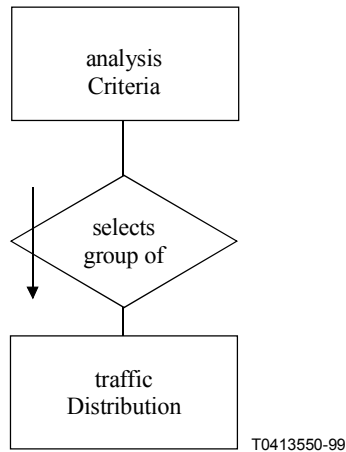 analysis
Criteria
selects
group of
traffic
Distribution
T0413550-99